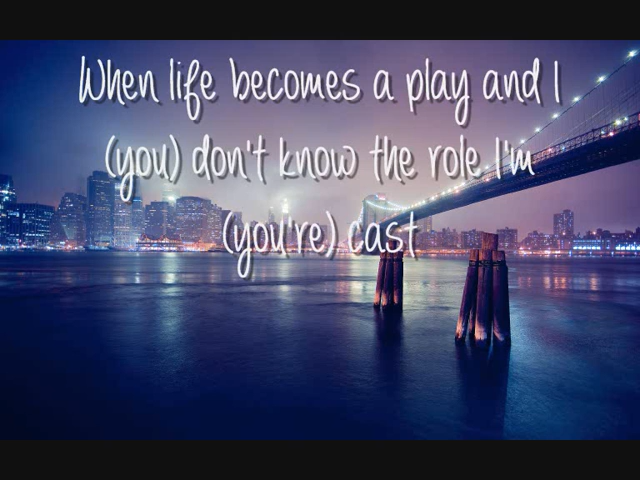 When life becomes a play and I
(you) don't know the role I'm
(you're) cast